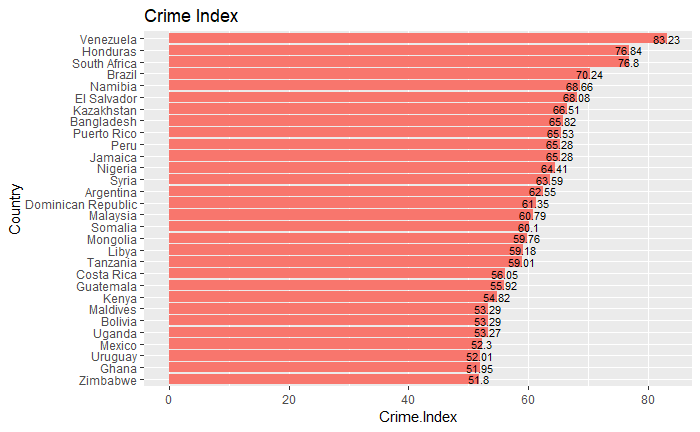 Crime Index
Venezuela 83.23
Honduras 76.84
South Africa 76.8
Brazil 70.24
Namibia 68.66
El Salvador 68.08
Kazakhstan 66.51
Bangladesh 65.82
Puerto Rico 65.53
Peru 65.28
Jamaica 65.28
Nigeria 64.41
Syria 63.59
Argentina 62.55
Dominican Republic 61.35
Malaysia 60.79
Somalia 60.1
Mongolia 59.76
Libya 59.18
Tanzania 59.01
Costa Rica 56.05
Guatemala 55.92
Kenya 54.82
Maldives 53.29
Bolivia 53.29
Uganda 53.27
Mexico 52.3
Uruguay 52.01
Ghana 51.95
Zimbabwe 51.8
Country
0 20 40 60 80
Crime.Index